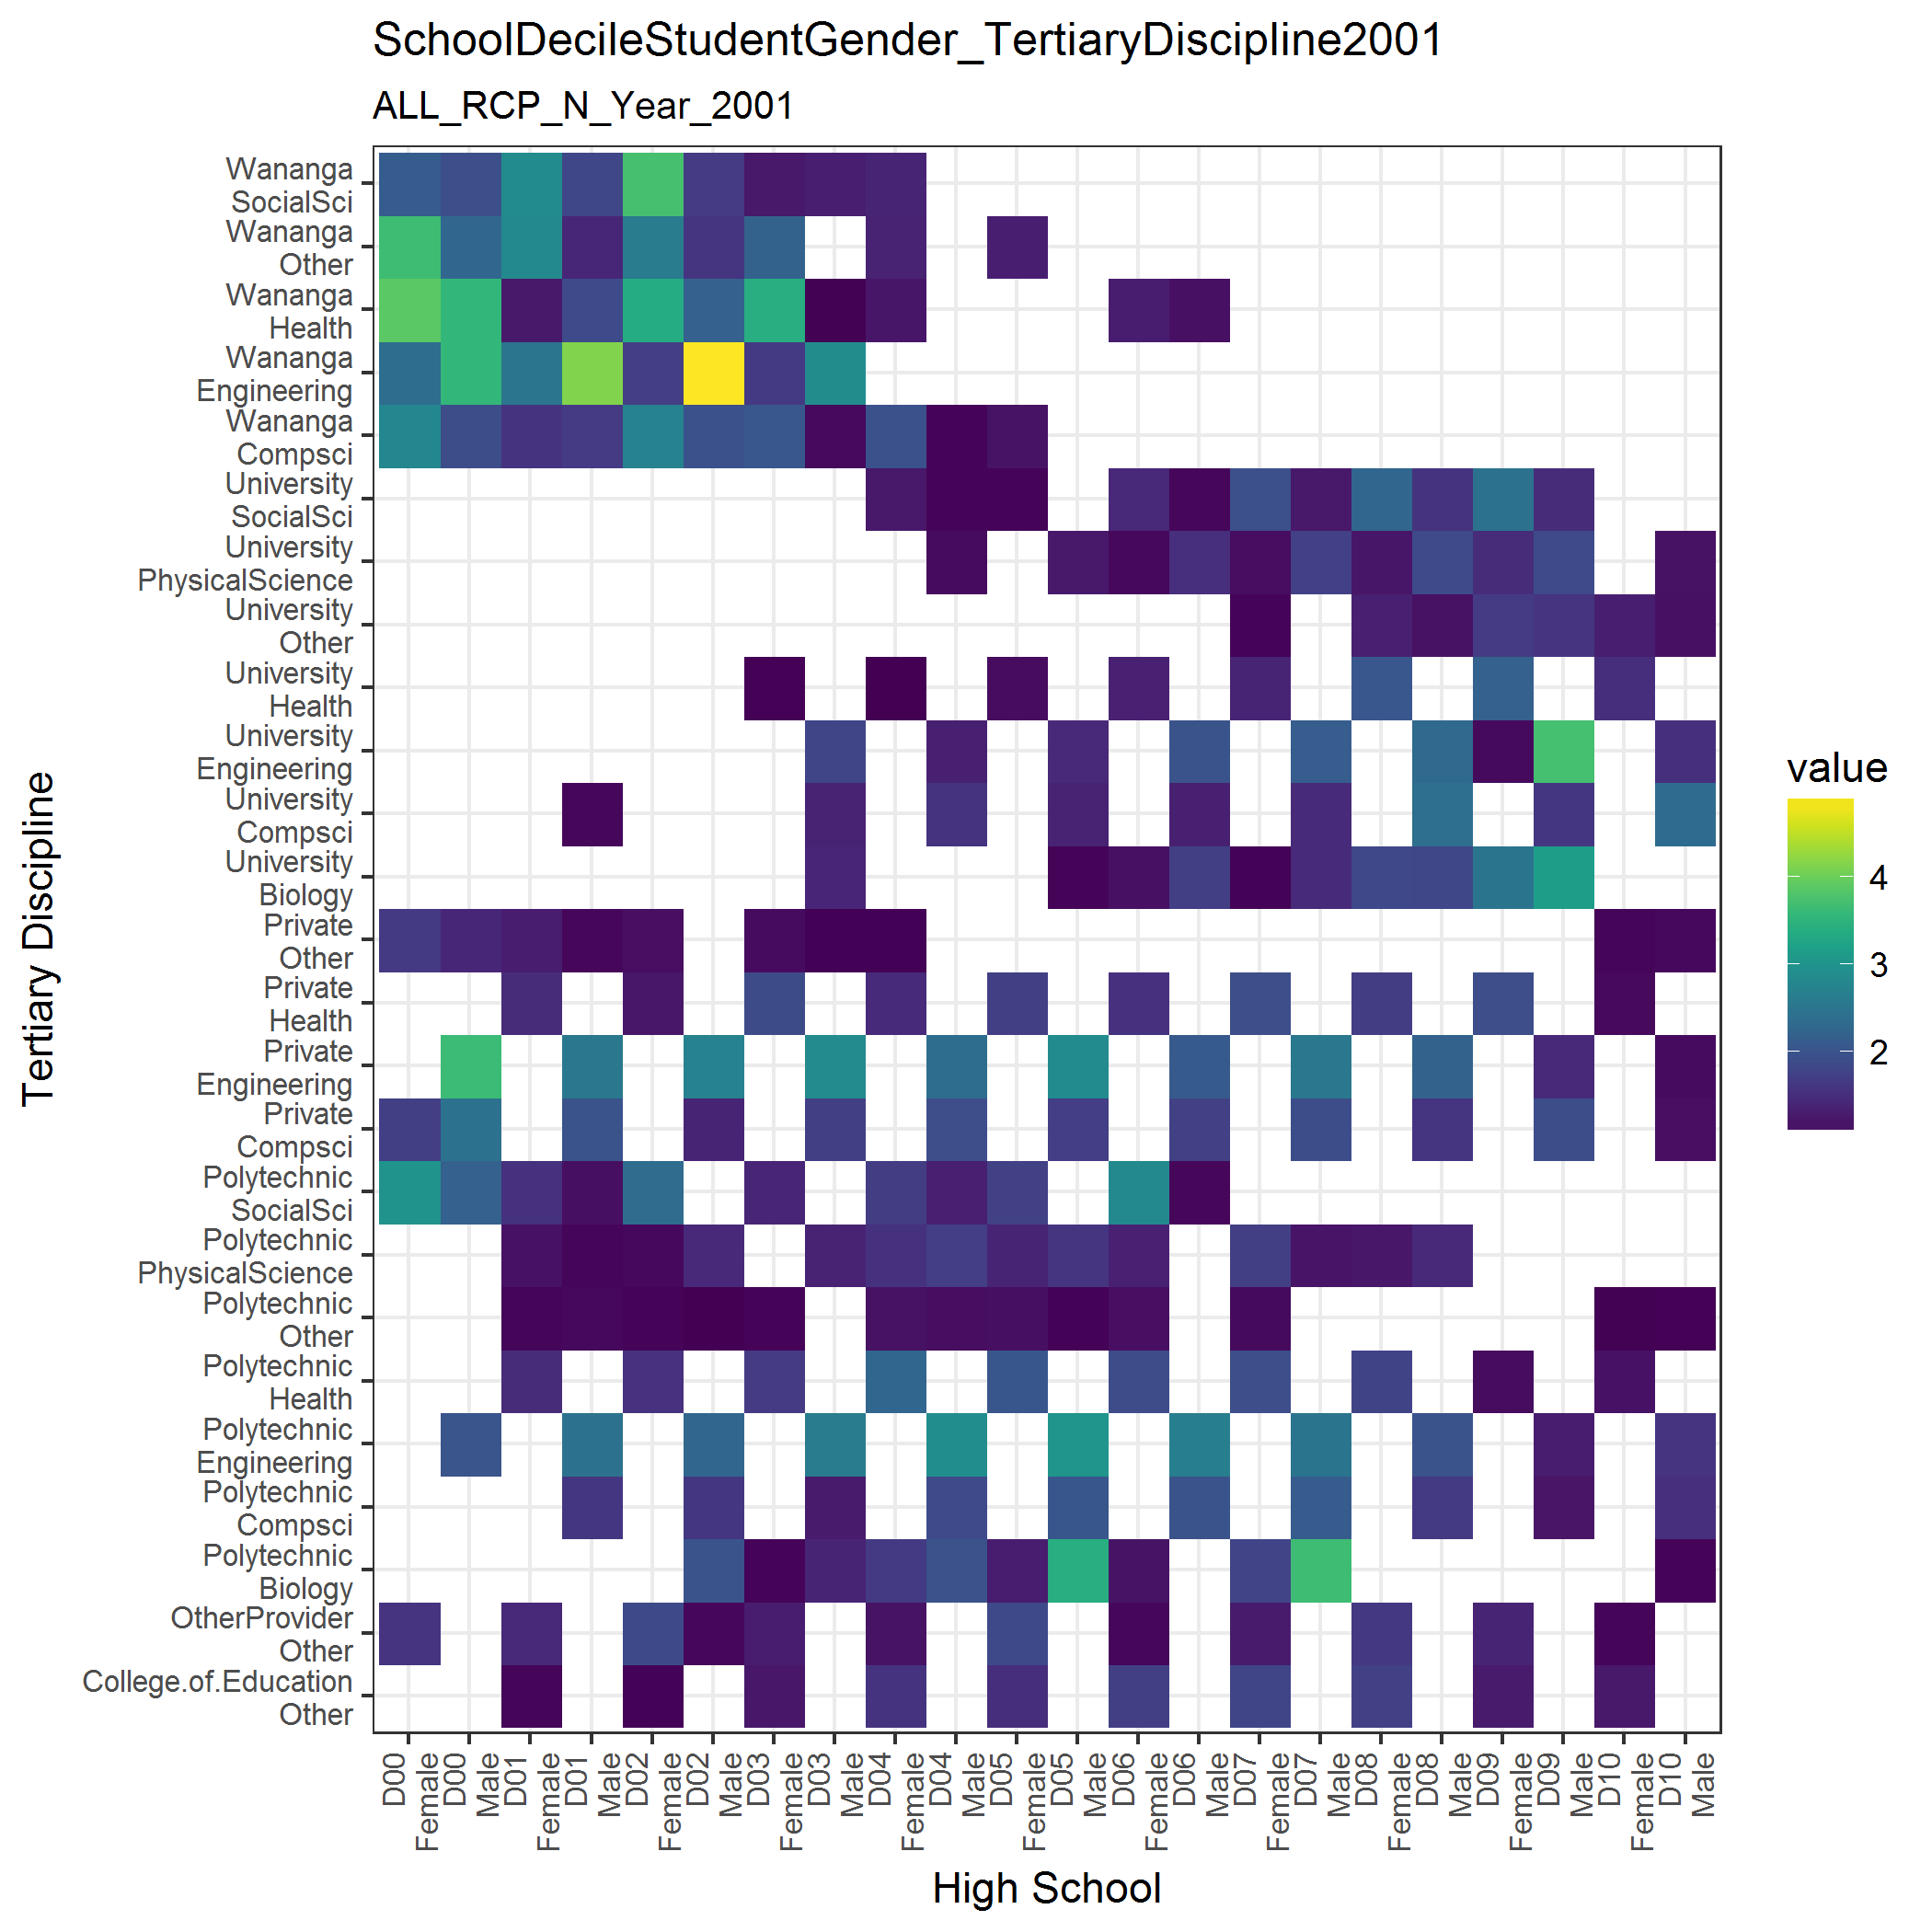 SchoolDecileStudentGender_TertiaryDiscipline2001
ALL_RCP_N_Year_2001
Tertiary Discipline
Wananga
SocialSci
Wananga
Other
Wananga
Health
Wananga
Engineering
Wananga
Compsci
University
SocialSci
University
PhysicalScience
University
Other
University
Health
University
Engineering
University
Compsci
University
Biology
Private
Other
Private
Health
Private
Engineering
Private
Compsci
Polytechnic
SocialSci
Polytechnic
PhysicalScience
Polytechnic
Other
Polytechnic
Health
Polytechnic
Engineering
Polytechnic
Compsci
Polytechnic
Biology
OtherProvider
Other
College.of.Education
Other
D00
Female
D00
Male
D01
Female
D01
Male
D02
Female
D02
Male
D03
Female
D03
Male
D04
Female
D04
Male
D05
Female
D05
Male
D06
Female
D06
Male
D07
Female
D07
Male
D08
Female
D08
Male
D09
Female
D09
Male
D10
Female
D10
Male
High School
value
4
3
2